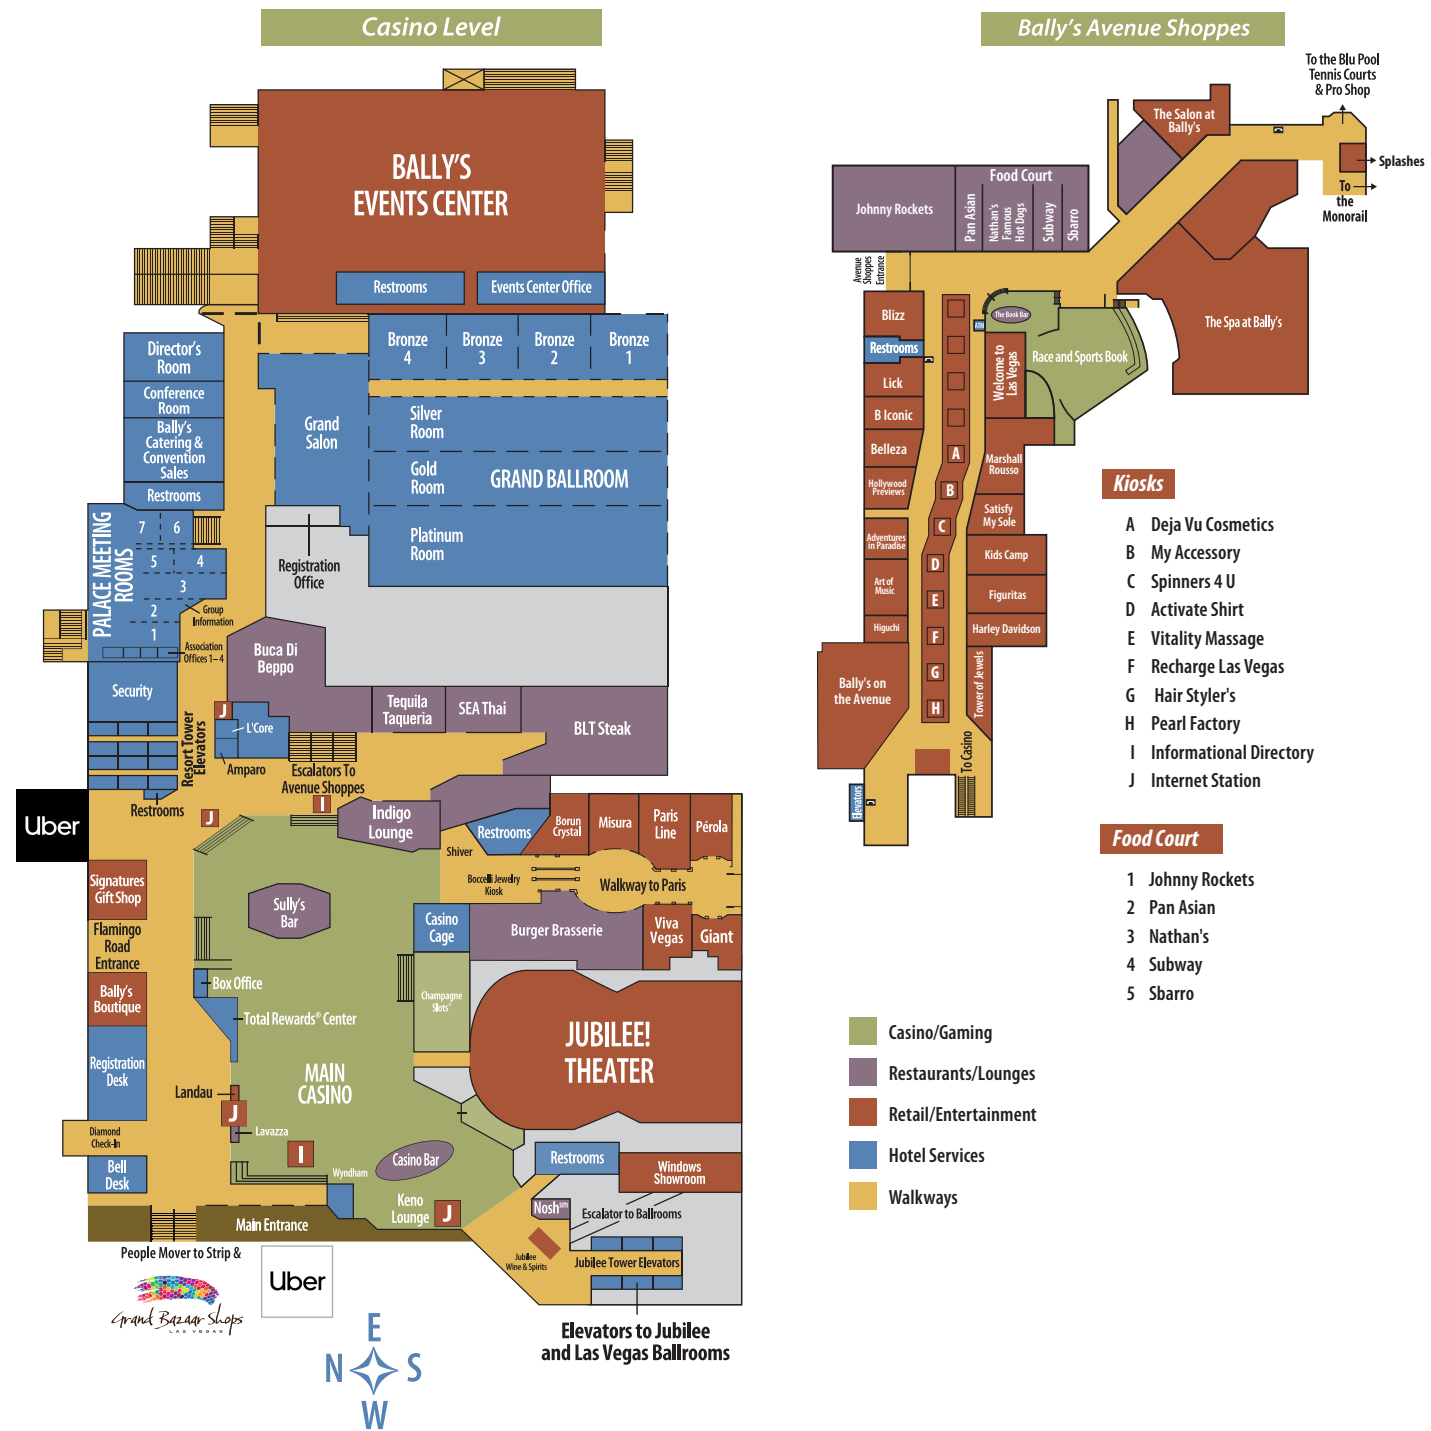 Casino Level
BALLY'S
EVENTS CENTER
Restrooms
Events Center Office
Director's
Room
Conference
Room
Bally's
Catering &
Convention
Sales
Restrooms
Bronze
4
Bronze
3
Bronze
2
Bronze
1
Grand
Salon
Silver
Room
Gold
Room
GRAND BALLROOM
Platinum
Room
PALACE MEETING
ROOMS
7
6
5
4
3
2
1
Group
Information
Association
Offices 1–4
Registration
Office
Security
Resort Tower
Elevators
Restrooms
Buca Di
Beppo
J
L'Core
Amparo
Tequila
Taqueria
SEA Thai
BLT Steak
Escalators To
Avenue Shoppes
I
J
Indigo
Lounge
Uber
Restrooms
Shiver
Borun
Crystal
Misura
Paris
Line
Pérola
Boccelli Jewelry
Kiosk
Walkway to Paris
Signatures
Gift Shop
Flamingo
Road
Entrance
Bally's
Boutique
Sully's
Bar
Casino
Cage
Burger Brasserie
Viva
Vegas
Giant
Box Office
Total Rewards® Center
Champagne
Slots™
JUBILEE!
THEATER
Registration
Desk
MAIN
CASINO
Landau
J
Lavazza
Diamond
Check-In
Bell
Desk
I
Wyndham
Casino Bar
Keno
Lounge
J
Restrooms
Windows
Showroom
Nosh℠
Escalator to Ballrooms
Main Entrance
Jubilee
Wine & Spirits
Jubilee Tower Elevators
People Mover to Strip &
Grand Bazaar Shops
LAS VEGAS
Uber
Elevators to Jubilee
and Las Vegas Ballrooms
E
N
S
W
Bally's Avenue Shoppes
To the Blu Pool
Tennis Courts
& Pro Shop
The Salon at
Bally's
Splashes
To
the
Monorail
Johnny Rockets
Food Court
Pan Asian
Nathan's
Famous
Hot Dogs
Subway
Sbarro
Avenue
Shoppes
Entrance
Blizz
Restrooms
Lick
B Iconic
Belleza
Hollywood
Previews
Adventures
in Paradise
Art of
Music
Higuchi
Bally's on
the Avenue
Elevators
The Book Bar
ATM
Welcome to
Las Vegas
Race and Sports Book
The Spa at Bally's
Marshall
Rousso
Satisfy
My Sole
Kids Camp
Figuritas
Harley Davidson
Tower of Jewels
To Casino
A
B
C
D
E
F
G
H
Kiosks
A Deja Vu Cosmetics
B My Accessory
C Spinners 4 U
D Activate Shirt
E Vitality Massage
F Recharge Las Vegas
G Hair Styler's
H Pearl Factory
I Informational Directory
J Internet Station
Food Court
1 Johnny Rockets
2 Pan Asian
3 Nathan's
4 Subway
5 Sbarro
Casino/Gaming
Restaurants/Lounges
Retail/Entertainment
Hotel Services
Walkways